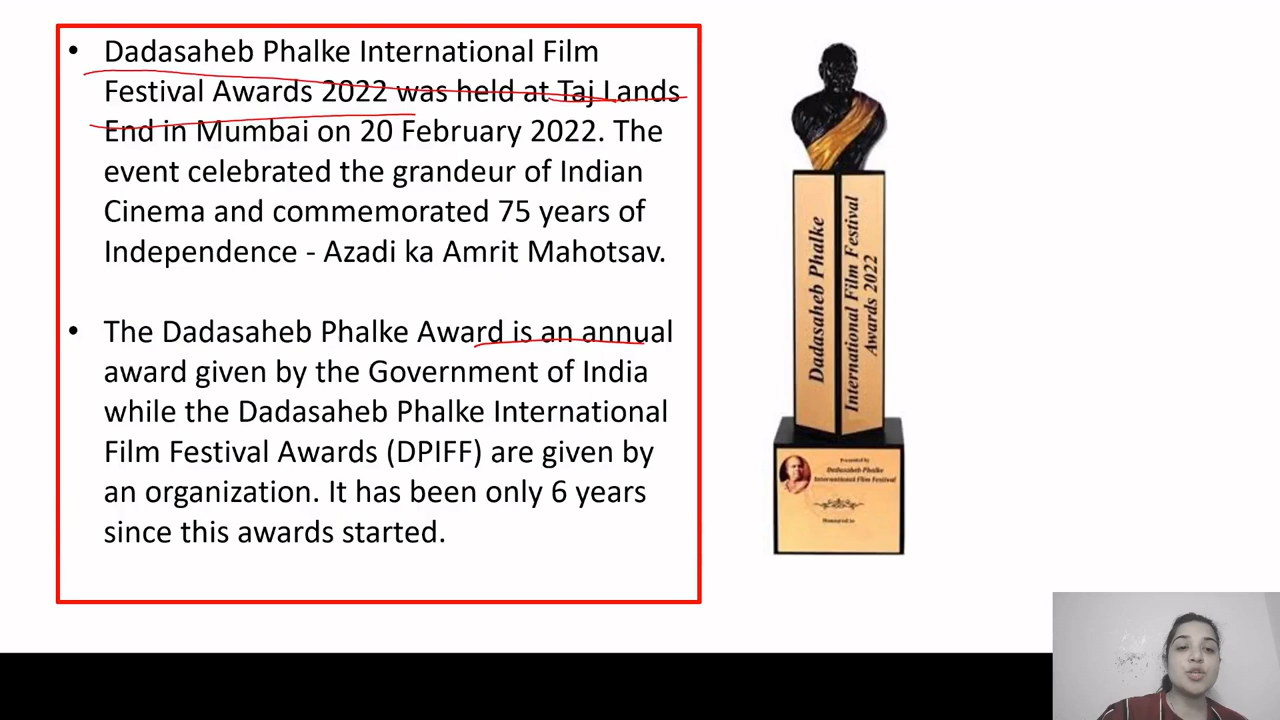 • Dadasaheb Phalke International Film
Festival Awards 2022 was held at Taj Lands
End in Mumbai on 20 February 2022. The
event celebrated the grandeur of Indian
Cinema and commemorated 75 years of
Independence - Azadi ka Amrit Mahotsav.
• The Dadasaheb Phalke Award is an annual
award given by the Government of India
while the Dadasaheb Phalke International
Film Festival Awards (DPIFF) are given by
an organization. It has been only 6 years
since this awards started.
Dadasaheb Phalke
International Film Festival
Awards 2022
Presented by
Dadasaheb Phalke
International Film Festival
Honoured to